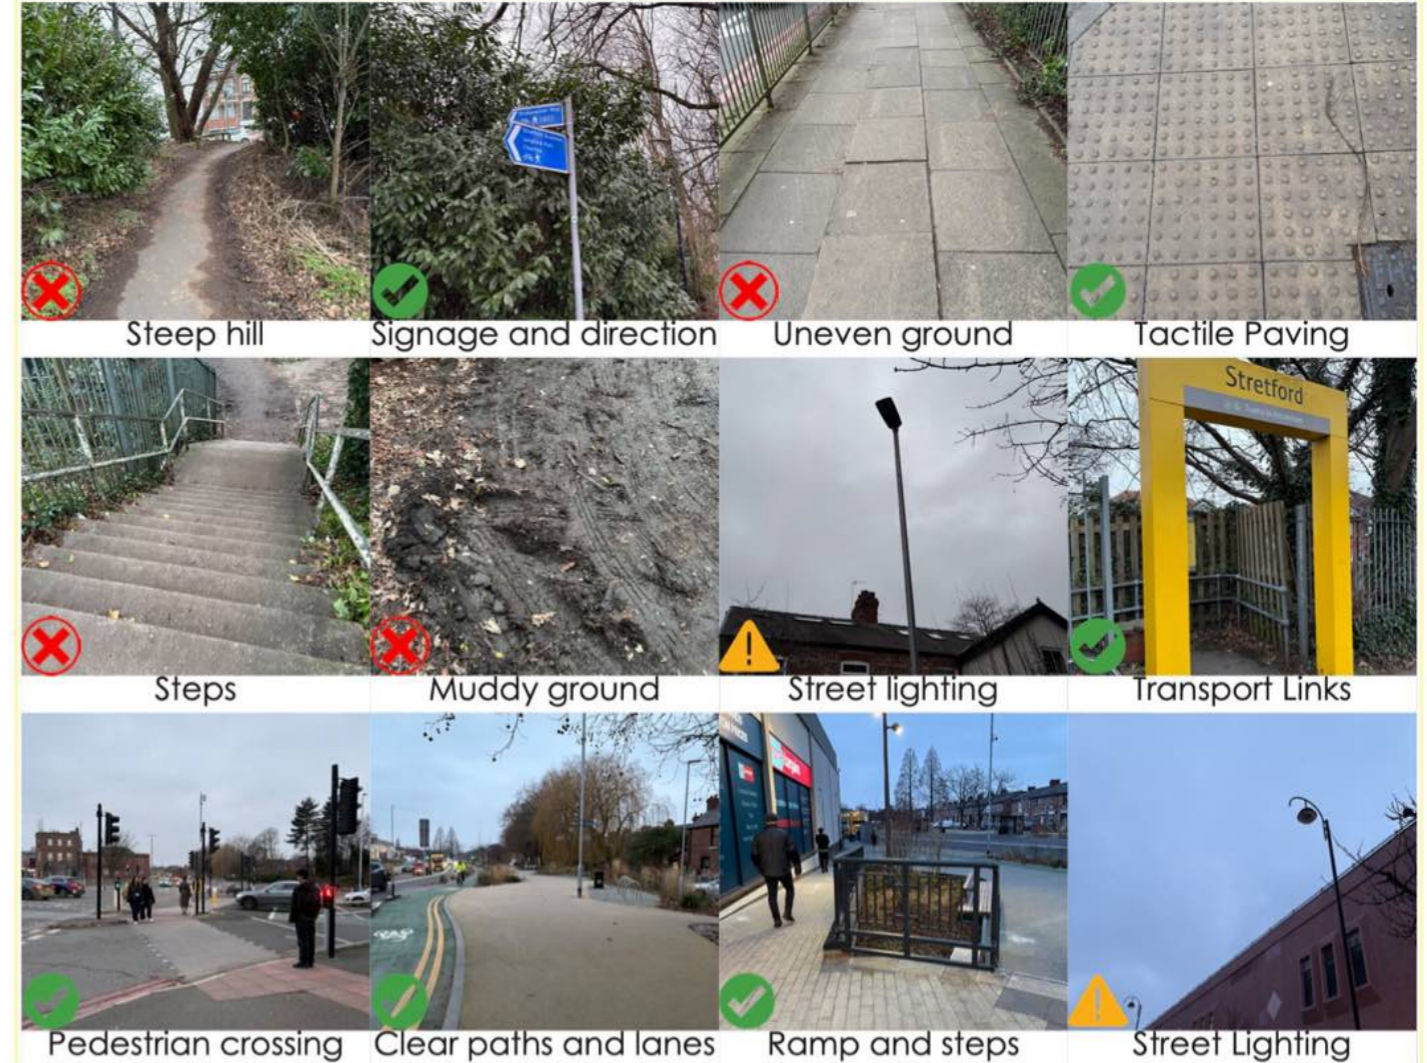 Steep hill
Signage and direction
Uneven ground
Tactile Paving
Stretford
Steps
Muddy ground
Street lighting
Transport Links
Pedestrian crossing
Clear paths and lanes
Ramp and steps
Street Lighting